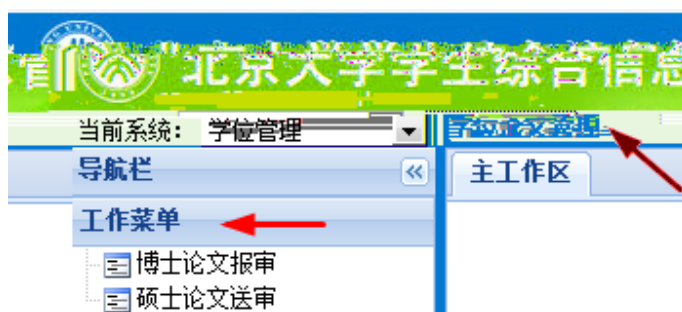 北京大学学生综合信息
当前系统： 学位管理
导航栏
主工作区
工作菜单
博士论文报审
硕士论文送审